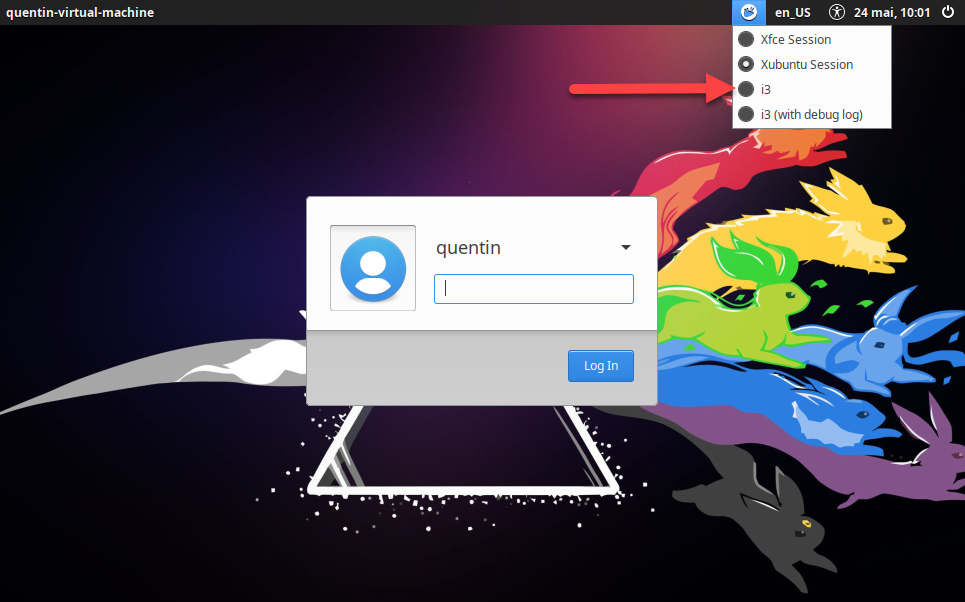 quentin-virtual-machine
en_US
24 mai, 10:01
Xfce Session
Xubuntu Session
i3
i3 (with debug log)
quentin
Log In